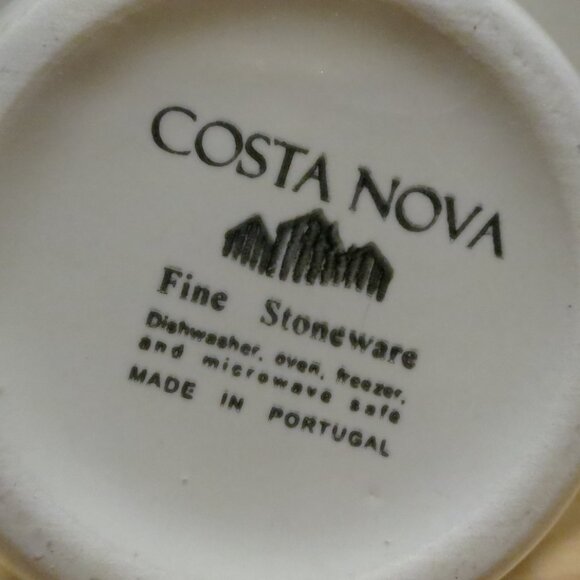 COSTA NOVA
Fine Stoneware
Dishwasher, oven, freezer,
and microwave safe
MADE IN PORTUGAL